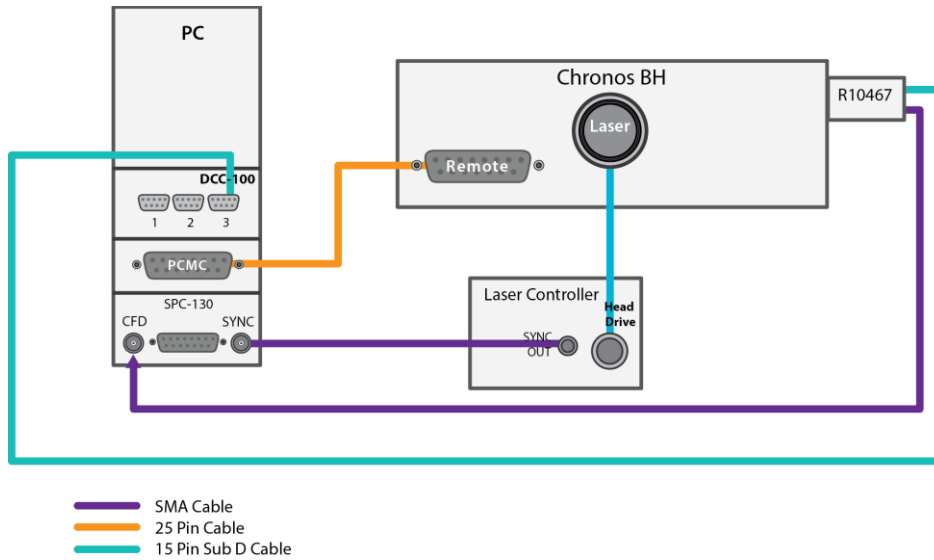 PC
Chronos BH
R10467
Laser
Remote
DCC-100
1 2 3
PCMC
SPC-130
CFD SYNC
Laser Controller
Head
Drive
SYNC
OUT
SMA Cable
25 Pin Cable
15 Pin Sub D Cable